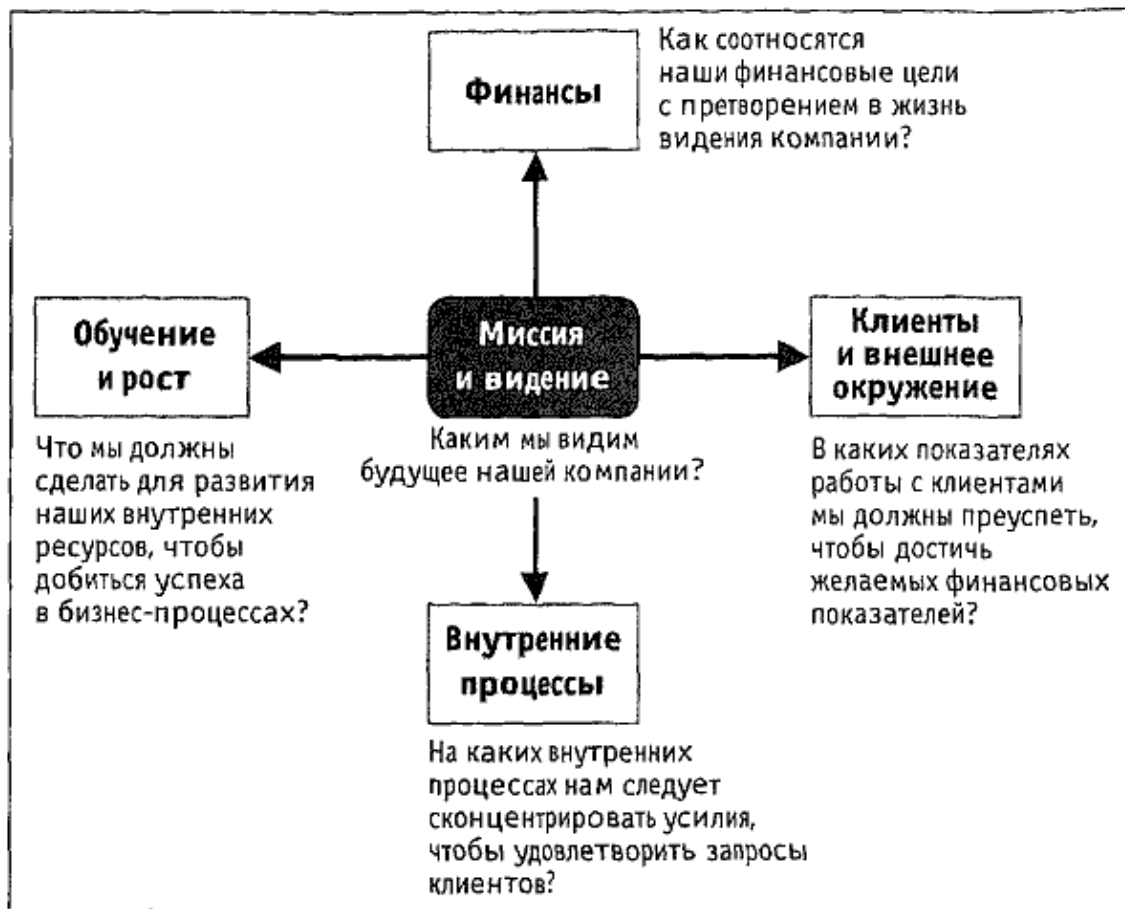 Финансы
Как соотносятся
наши финансовые цели
с претворением в жизнь
видения компании?
Обучение
и рост
Что мы должны
сделать для развития
наших внутренних
ресурсов, чтобы
добиться успеха
в бизнес-процессах?
Миссия
и видение
Каким мы видим
будущее нашей компании?
Клиенты
и внешнее
окружение
В каких показателях
работы с клиентами
мы должны преуспеть,
чтобы достичь
желаемых финансовых
показателей?
Внутренние
процессы
На каких внутренних
процессах нам следует
сконцентрировать усилия,
чтобы удовлетворить запросы
клиентов?